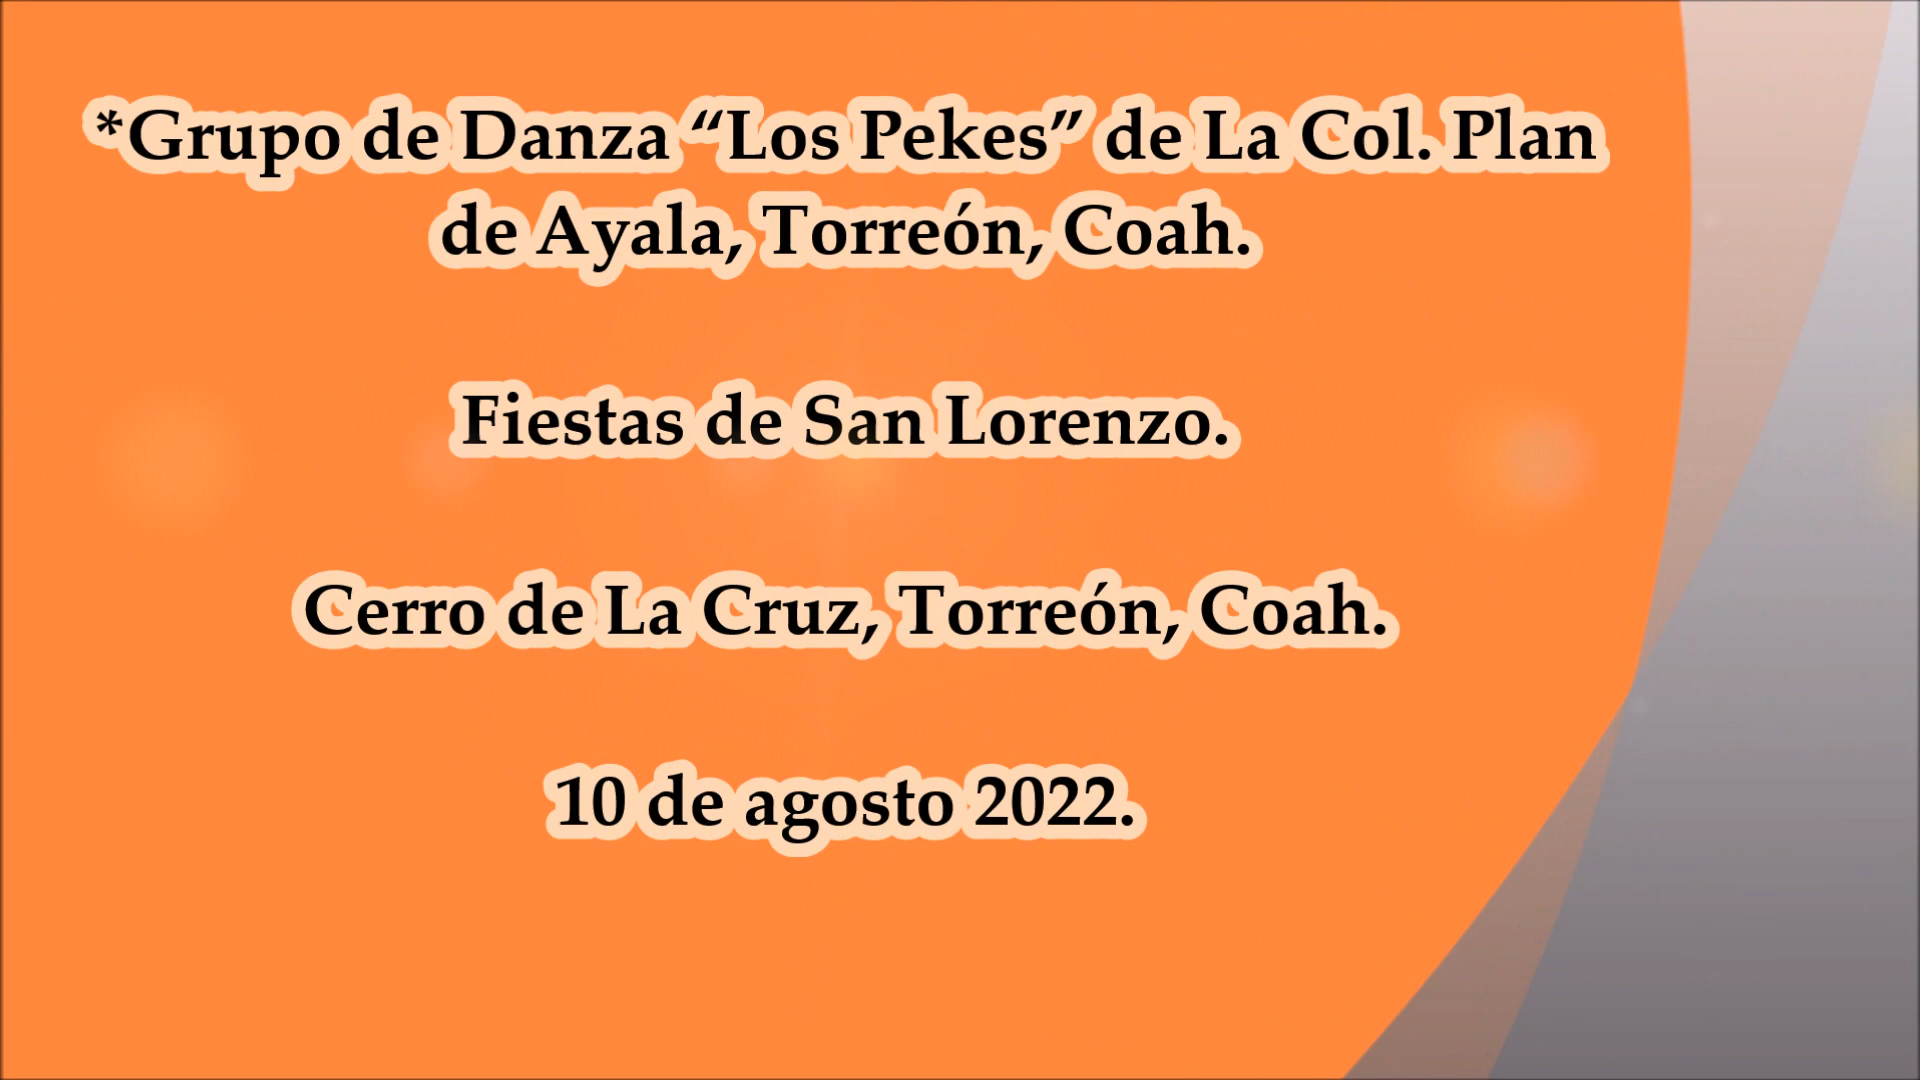 *Grupo de Danza “Los Pekes” de La Col. Plan
de Ayala, Torreón, Coah.
Fiestas de San Lorenzo.
Cerro de La Cruz, Torreón, Coah.
10 de agosto 2022.